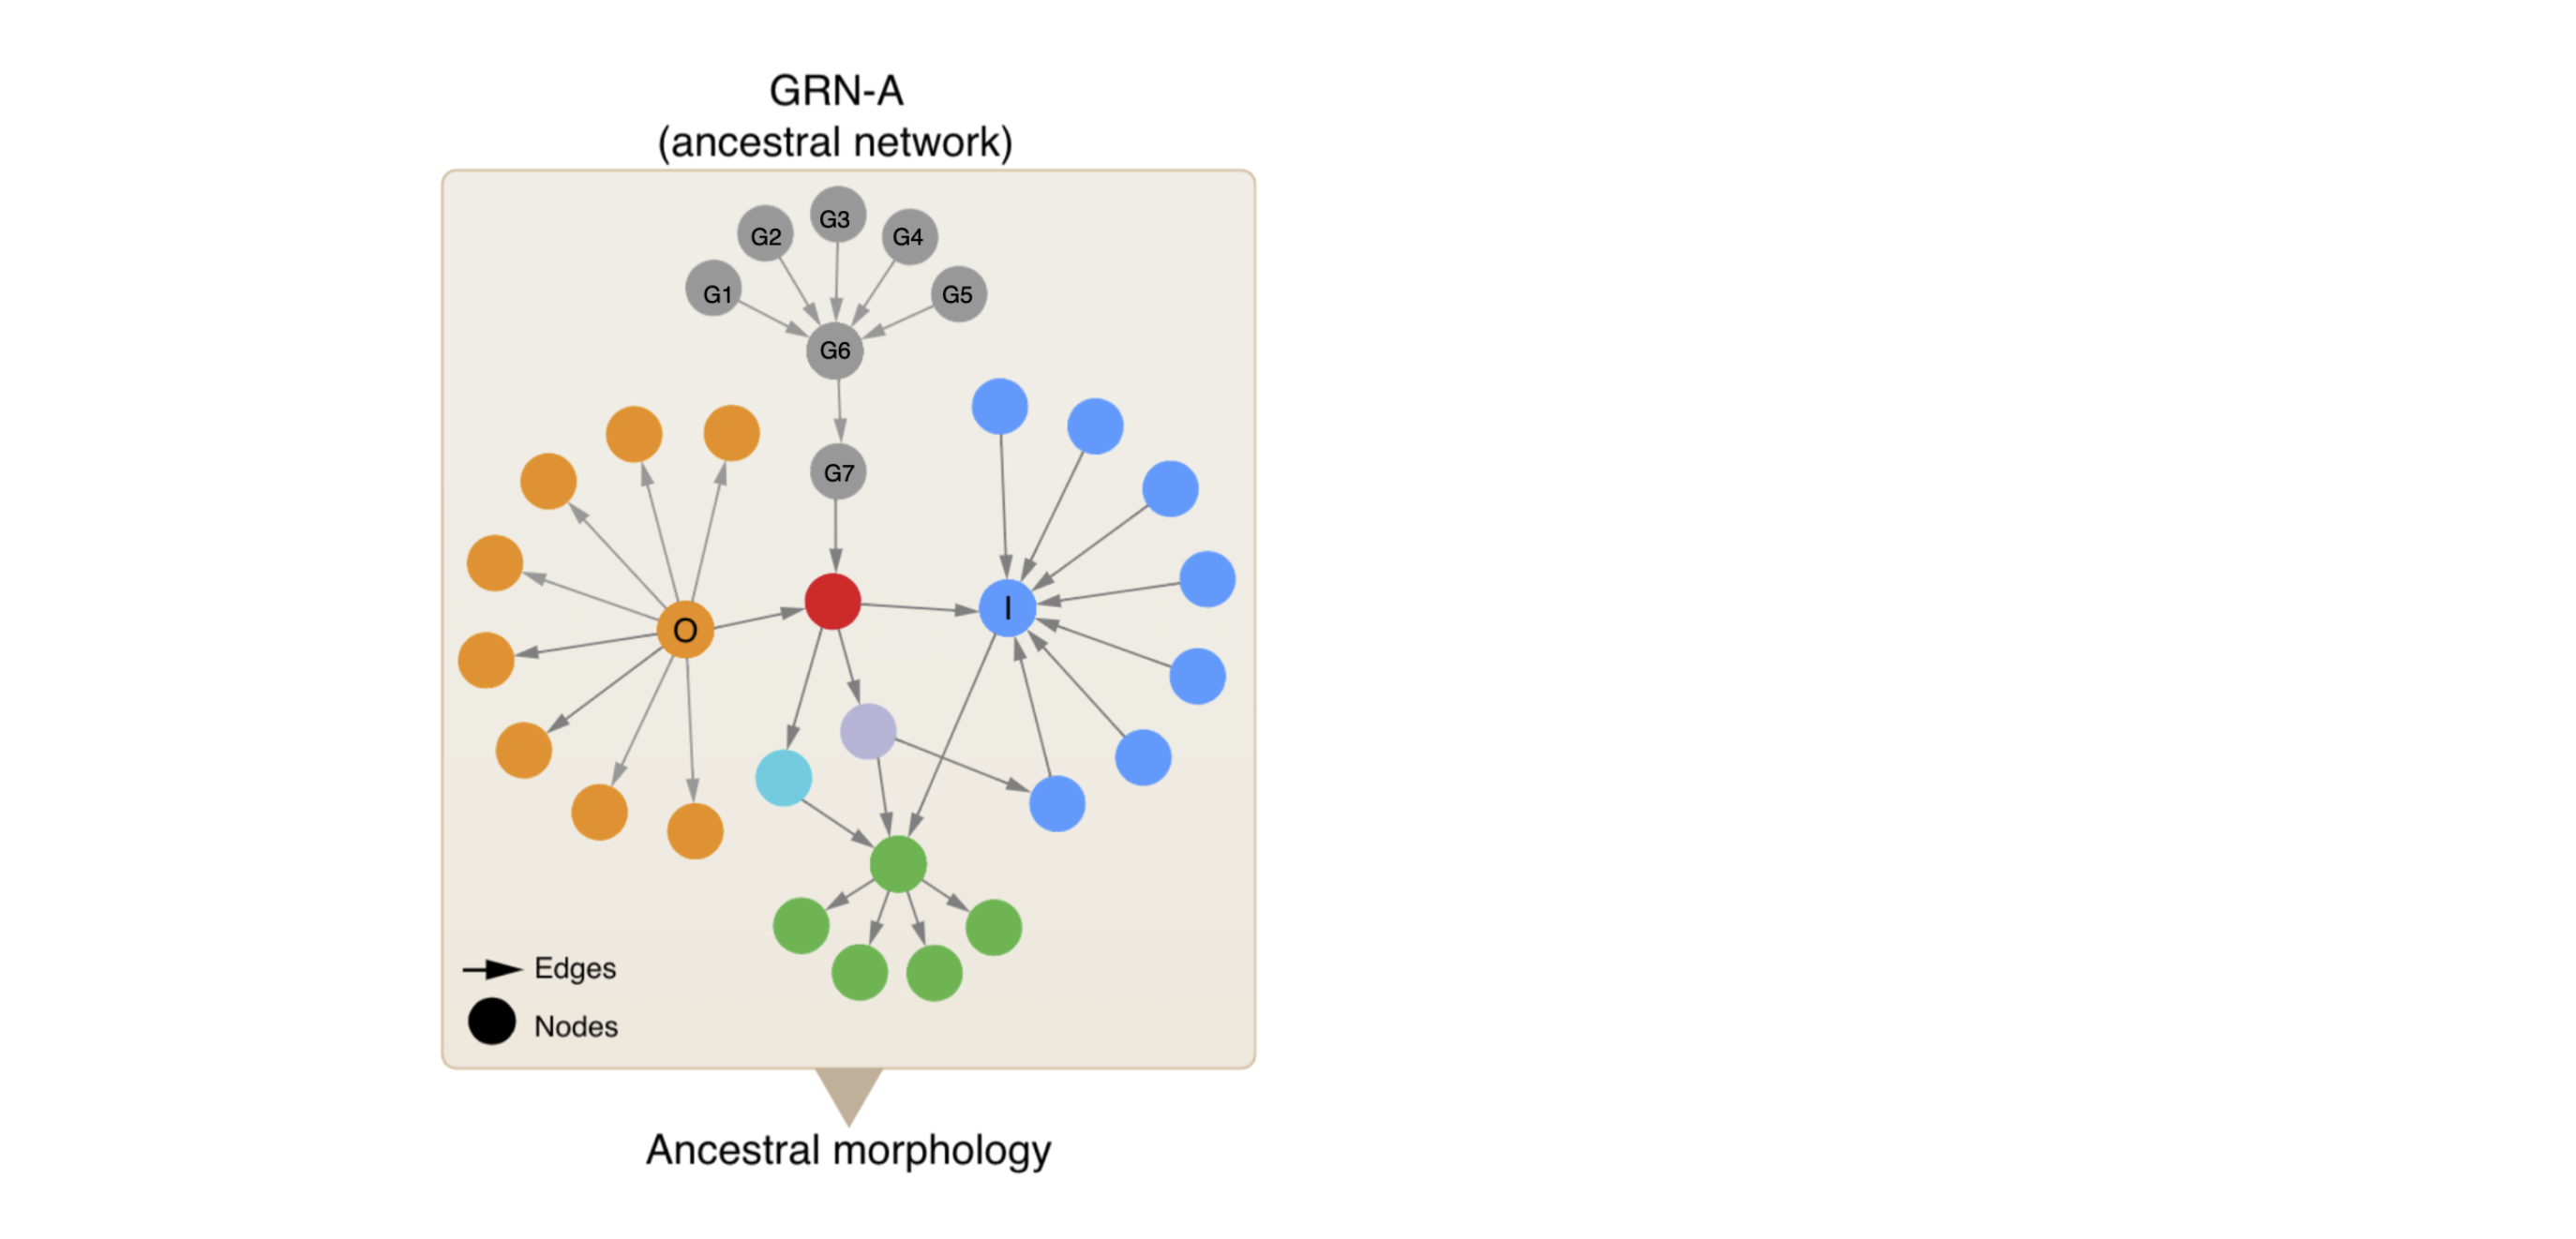 GRN-A
(ancestral network)
G3
G2
G4
G1
G5
G6
G7
I
O
Edges
Nodes
Ancestral morphology